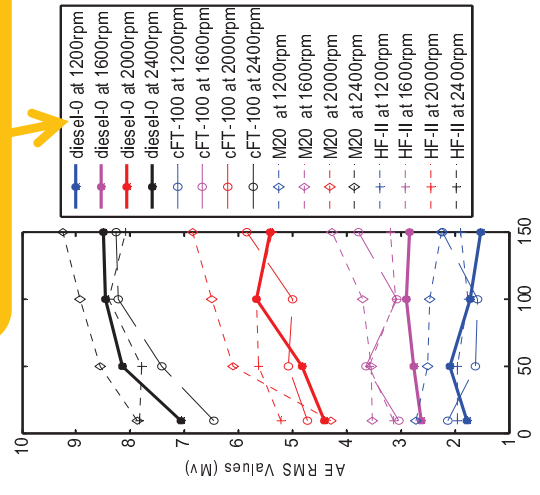 diesel-0 at 1200rpm
diesel-0 at 1600rpm
diesel-0 at 2000rpm
diesel-0 at 2400rpm
cFT-100 at 1200rpm
cFT-100 at 1600rpm
cFT-100 at 2000rpm
cFT-100 at 2400rpm
M20 at 1200rpm
M20 at 1600rpm
M20 at 2000rpm
M20 at 2400rpm
HF-II at 1200rpm
HF-II at 1600rpm
HF-II at 2000rpm
HF-II at 2400rpm
AE RMS Values (Mv)
10
9
8
7
6
5
4
3
2
1
0
50
100
150